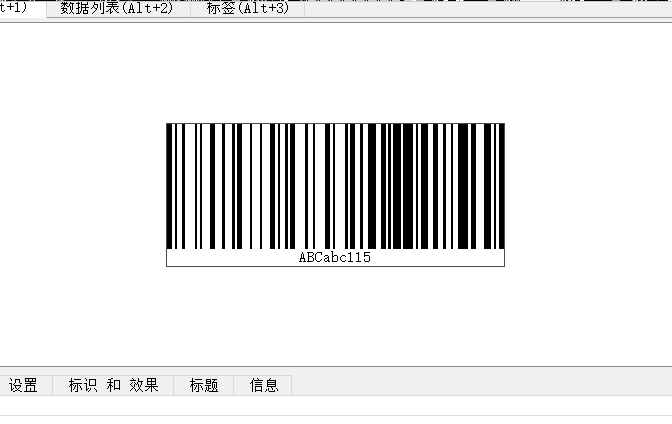 t+1) 数据列表(Alt+2) 标签(Alt+3)
ABCabc115
设置 标识 和 效果 标题 信息